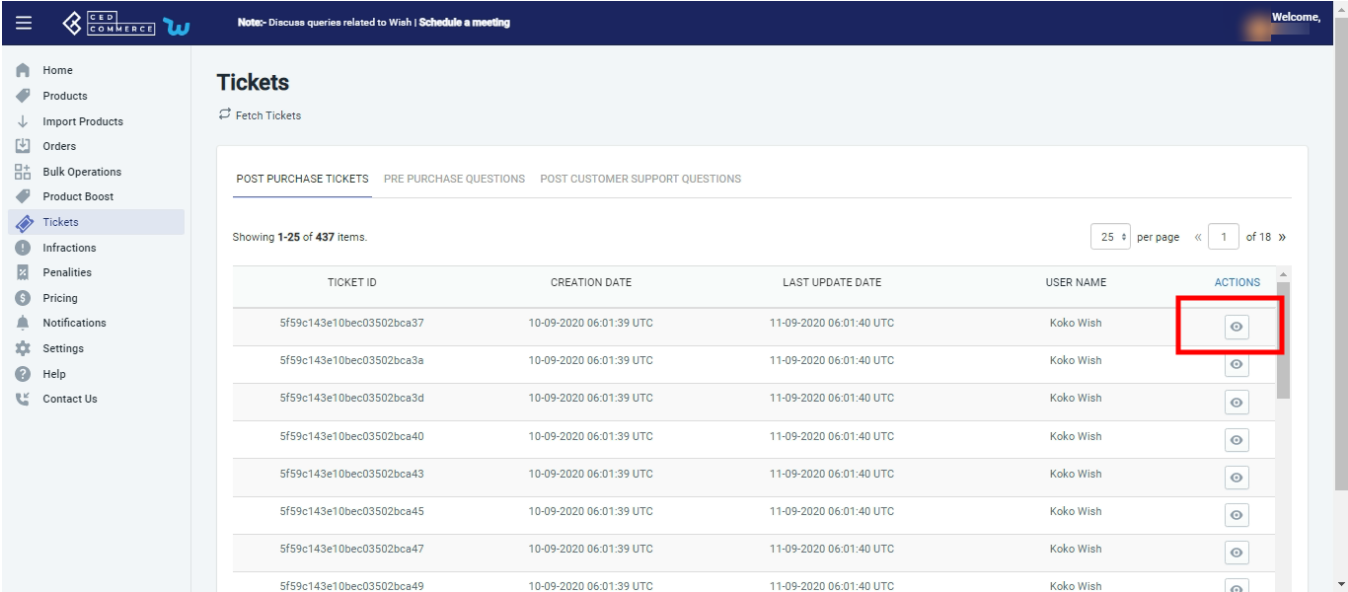 CED COMMERCE
Note:- Discuss queries related to Wish | Schedule a meeting
Welcome,
Home
Products
Import Products
Orders
Bulk Operations
Product Boost
Tickets
Infractions
Penalities
Pricing
Notifications
Settings
Help
Contact Us
Tickets
Fetch Tickets
POST PURCHASE TICKETS PRE PURCHASE QUESTIONS POST CUSTOMER SUPPORT QUESTIONS
Showing 1-25 of 437 items.
25 per page « 1 of 18 »
TICKET ID CREATION DATE LAST UPDATE DATE USER NAME ACTIONS
5f59c143e10bec03502bca37 10-09-2020 06:01:39 UTC 11-09-2020 06:01:40 UTC Koko Wish
5f59c143e10bec03502bca3a 10-09-2020 06:01:39 UTC 11-09-2020 06:01:40 UTC Koko Wish
5f59c143e10bec03502bca3d 10-09-2020 06:01:39 UTC 11-09-2020 06:01:40 UTC Koko Wish
5f59c143e10bec03502bca40 10-09-2020 06:01:39 UTC 11-09-2020 06:01:40 UTC Koko Wish
5f59c143e10bec03502bca43 10-09-2020 06:01:39 UTC 11-09-2020 06:01:40 UTC Koko Wish
5f59c143e10bec03502bca45 10-09-2020 06:01:39 UTC 11-09-2020 06:01:40 UTC Koko Wish
5f59c143e10bec03502bca47 10-09-2020 06:01:39 UTC 11-09-2020 06:01:40 UTC Koko Wish
5f59c143e10bec03502bca49 10-09-2020 06:01:39 UTC 11-09-2020 06:01:40 UTC Koko Wish